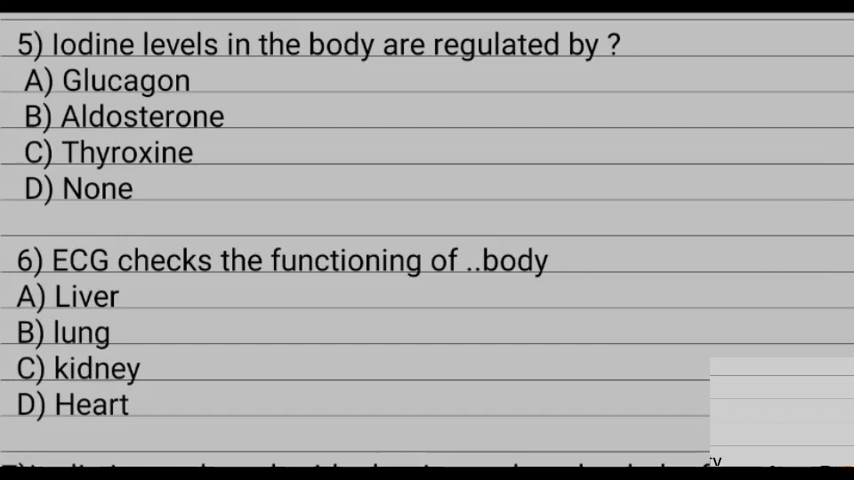 5) Iodine levels in the body are regulated by ?
A) Glucagon
B) Aldosterone
C) Thyroxine
D) None
6) ECG checks the functioning of ..body
A) Liver
B) lung
C) kidney
D) Heart